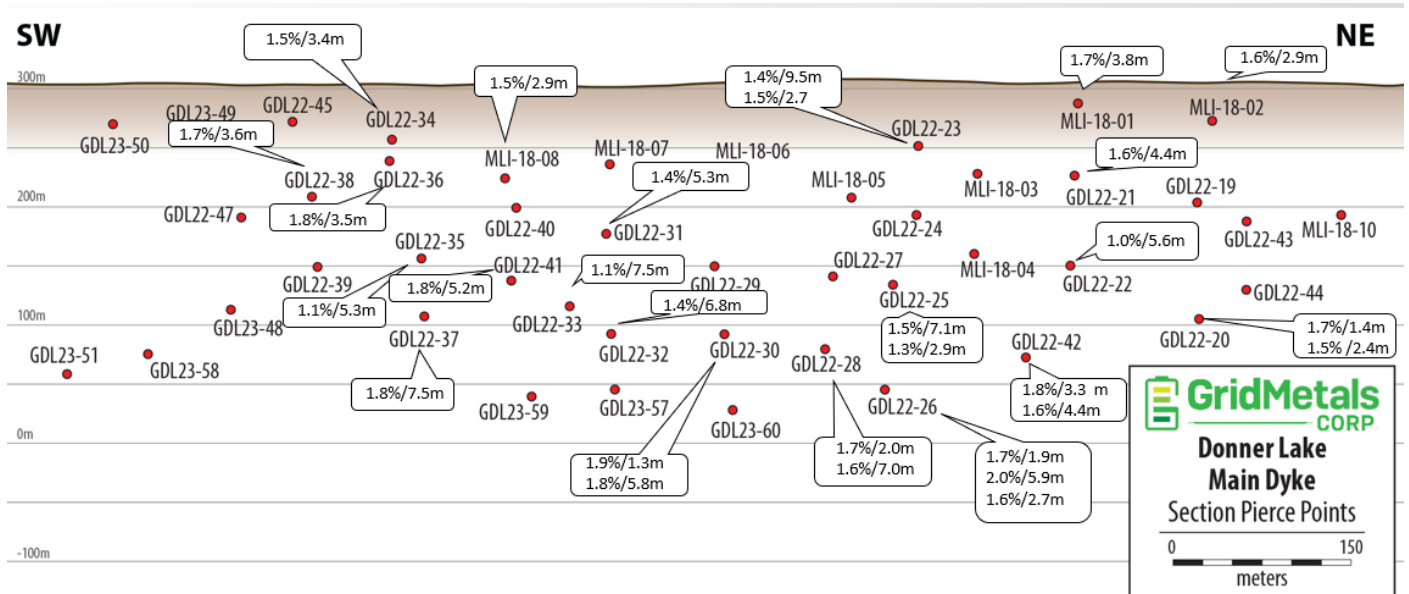 SW
NE
1.5%/3.4m
1.7%/3.8m
1.6%/2.9m
300m
1.5%/2.9m
1.4%/9.5m
1.5%/2.7
GDL23-49
GDL22-45
GDL22-34
MLI-18-01
MLI-18-02
GDL23-50
1.7%/3.6m
GDL22-23
MLI-18-08
MLI-18-07
MLI-18-06
1.6%/4.4m
GDL22-38
GDL22-36
1.4%/5.3m
MLI-18-05
MLI-18-03
GDL22-21
GDL22-19
200m
GDL22-47
1.8%/3.5m
GDL22-40
GDL22-31
GDL22-24
GDL22-43
MLI-18-10
GDL22-35
1.0%/5.6m
GDL22-41
1.1%/7.5m
GDL22-27
MLI-18-04
GDL22-39
1.8%/5.2m
GDL22-29
GDL22-22
GDL22-44
1.1%/5.3m
1.4%/6.8m
GDL22-25
100m
GDL23-48
GDL22-33
1.5%/7.1m
1.3%/2.9m
1.7%/1.4m
1.5% /2.4m
GDL22-37
GDL22-32
GDL22-30
GDL22-28
GDL22-42
GDL22-20
GDL23-51
GDL23-58
1.8%/7.5m
1.8%/3.3 m
1.6%/4.4m
GDL23-59
GDL23-57
GDL22-26
GDL23-60
0m
1.7%/2.0m
1.6%/7.0m
1.9%/1.3m
1.8%/5.8m
1.7%/1.9m
2.0%/5.9m
1.6%/2.7m
-100m
GridMetals
CORP
Donner Lake
Main Dyke
Section Pierce Points
0 150
meters